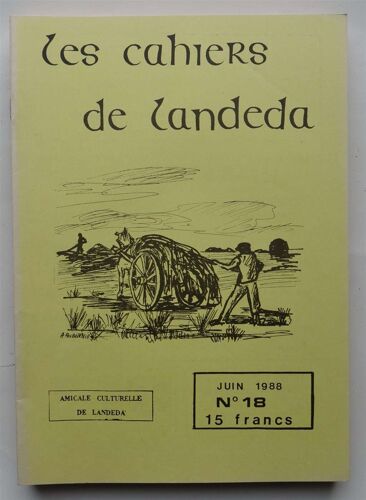 Les cahiers
de Landeda
AMICALE CULTURELLE
DE LANDEDA
JUIN 1988
N° 18
15 francs